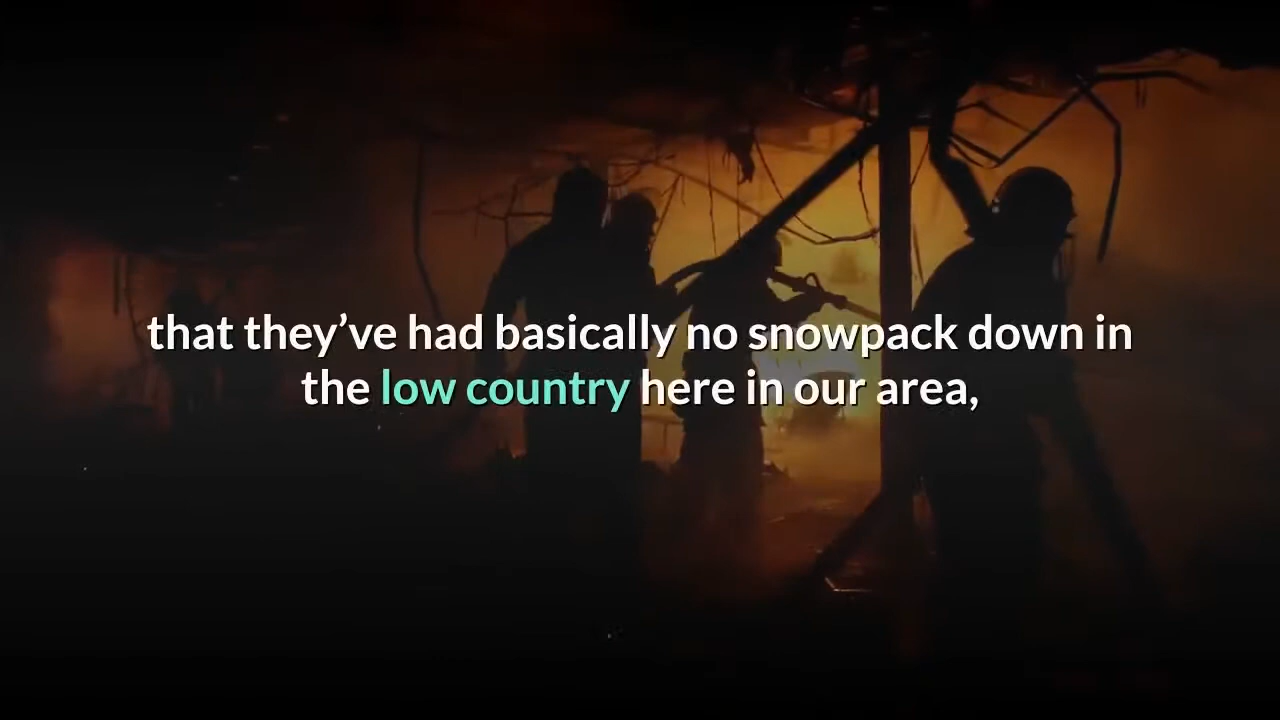 that they’ve had basically no snowpack down in
the low country here in our area,